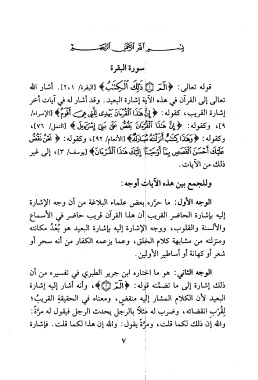 بسم الله الرحمن الرحيم
سورة البقرة
قوله تعالى: ﴿الٓمٓ ۝ ذَٰلِكَ ٱلْكِتَٰبُ﴾ [البقرة/ ١، ٢]. أشار الله
تعالى إلى القرآن في هذه الآية إشارة البعيد. وقد أشار له في آيات أخر
إشارة القريب، كقوله: ﴿إِنَّ هَٰذَا ٱلْقُرْءَانَ يَهْدِى لِلَّتِى هِىَ أَقْوَمُ﴾ [الإسراء/
٩]، وكقوله: ﴿إِنَّ هَٰذَا ٱلْقُرْءَانَ يَقُصُّ عَلَىٰ بَنِىٓ إِسْرَٰٓءِيلَ﴾ [النمل/ ٧٦]،
وكقوله: ﴿وَهَٰذَا كِتَٰبٌ أَنزَلْنَٰهُ مُبَارَكٌ﴾ [الأنعام/ ٩٢]، وكقوله: ﴿نَحْنُ نَقُصُّ
عَلَيْكَ أَحْسَنَ ٱلْقَصَصِ بِمَآ أَوْحَيْنَآ إِلَيْكَ هَٰذَا ٱلْقُرْءَانَ﴾ [يوسف/ ٣]، إلى غير
ذلك من الآيات.
وللجمع بين هذه الآيات أوجه:
الوجه الأول: ما حرّره بعض علماء البلاغة من أن وجه الإشارة
إليه بإشارة الحاضر القريب أن هذا القرآن قريب حاضر في الأسماع
والألسنة والقلوب، ووجه الإشارة إليه بإشارة البعيد هو بُعْدُ مكانته
ومنزلته من مشابهة كلام الخلق، وعما يزعمه الكفار من أنه سحر أو
شعر أو كهانة أو أساطير الأولين.
الوجه الثاني: هو ما اختاره ابن جرير الطبري في تفسيره من أن
ذلك إشارة إلى ما تضمّنه قوله: ﴿الٓمٓ ۝﴾، وأنه أشار إليه إشارة
البعيد لأن الكلام المشار إليه منقضٍ، ومعناه في الحقيقة القريبُ؛
لقُرْبِ انقضائه، وضرب له مثلاً بالرجل يحدث الرجل فيقول له مرّةً:
والله إن ذلك لكما قلت، ومرّةً يقول: والله إن هذا لكما قلت. فإشارة
٧